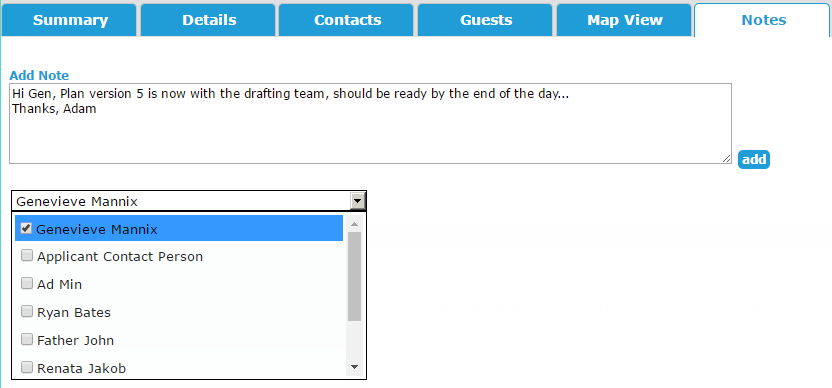 Summary Details Contacts Guests Map View Notes
Add Note
Hi Gen, Plan version 5 is now with the drafting team, should be ready by the end of the day...
Thanks, Adam
add
Genevieve Mannix
Genevieve Mannix
Applicant Contact Person
Ad Min
Ryan Bates
Father John
Renata Jakob